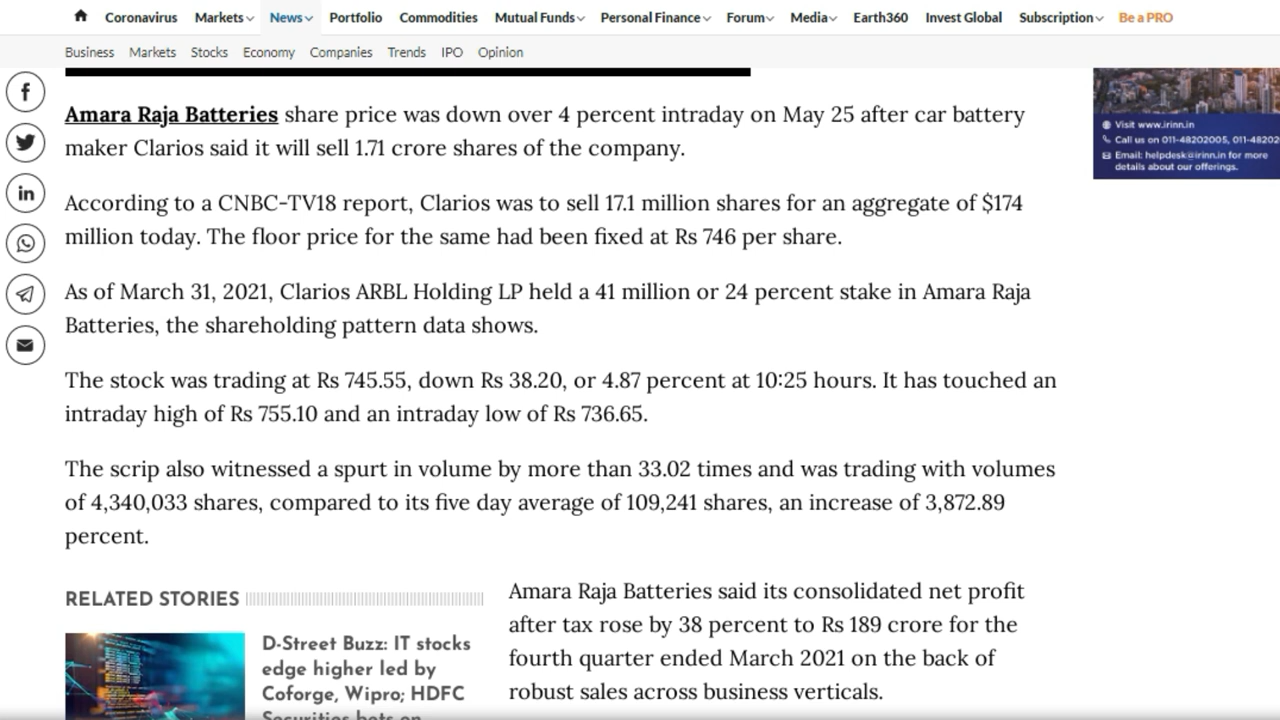 Coronavirus Markets News Portfolio Commodities Mutual Funds Personal Finance Forum Media Earth360 Invest Global Subscription Be a PRO
Business Markets Stocks Economy Companies Trends IPO Opinion
Visit www.irinn.in
Call us on 011-48202005, 011-48202
Email: helpdesk@irinn.in for more
details about our offerings.
Amara Raja Batteries share price was down over 4 percent intraday on May 25 after car battery
maker Clarios said it will sell 1.71 crore shares of the company.
According to a CNBC-TV18 report, Clarios was to sell 17.1 million shares for an aggregate of $174
million today. The floor price for the same had been fixed at Rs 746 per share.
As of March 31, 2021, Clarios ARBL Holding LP held a 41 million or 24 percent stake in Amara Raja
Batteries, the shareholding pattern data shows.
The stock was trading at Rs 745.55, down Rs 38.20, or 4.87 percent at 10:25 hours. It has touched an
intraday high of Rs 755.10 and an intraday low of Rs 736.65.
The scrip also witnessed a spurt in volume by more than 33.02 times and was trading with volumes
of 4,340,033 shares, compared to its five day average of 109,241 shares, an increase of 3,872.89
percent.
RELATED STORIES
D-Street Buzz: IT stocks
edge higher led by
Coforge, Wipro; HDFC
Securities bets on
Amara Raja Batteries said its consolidated net profit
after tax rose by 38 percent to Rs 189 crore for the
fourth quarter ended March 2021 on the back of
robust sales across business verticals.